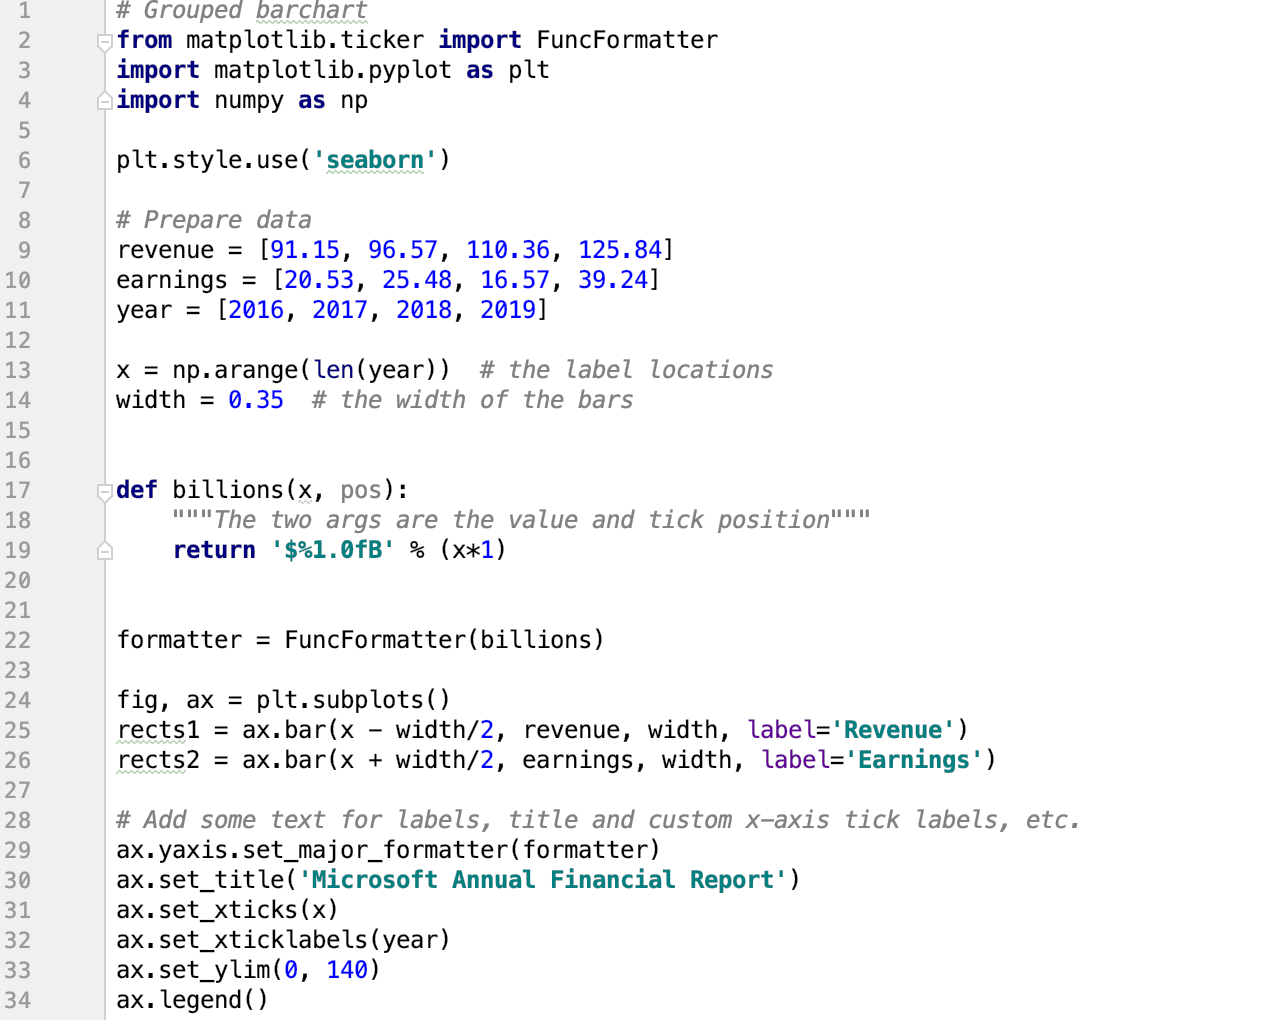 1 # Grouped barchart
2 from matplotlib.ticker import FuncFormatter
3 import matplotlib.pyplot as plt
4 import numpy as np
5
6 plt.style.use('seaborn')
7
8 # Prepare data
9 revenue = [91.15, 96.57, 110.36, 125.84]
10 earnings = [20.53, 25.48, 16.57, 39.24]
11 year = [2016, 2017, 2018, 2019]
12
13 x = np.arange(len(year))  # the label locations
14 width = 0.35  # the width of the bars
15
16
17 def billions(x, pos):
18     """The two args are the value and tick position"""
19     return '$%1.0fB' % (x*1)
20
21
22 formatter = FuncFormatter(billions)
23
24 fig, ax = plt.subplots()
25 rects1 = ax.bar(x - width/2, revenue, width, label='Revenue')
26 rects2 = ax.bar(x + width/2, earnings, width, label='Earnings')
27
28 # Add some text for labels, title and custom x-axis tick labels, etc.
29 ax.yaxis.set_major_formatter(formatter)
30 ax.set_title('Microsoft Annual Financial Report')
31 ax.set_xticks(x)
32 ax.set_xticklabels(year)
33 ax.set_ylim(0, 140)
34 ax.legend()